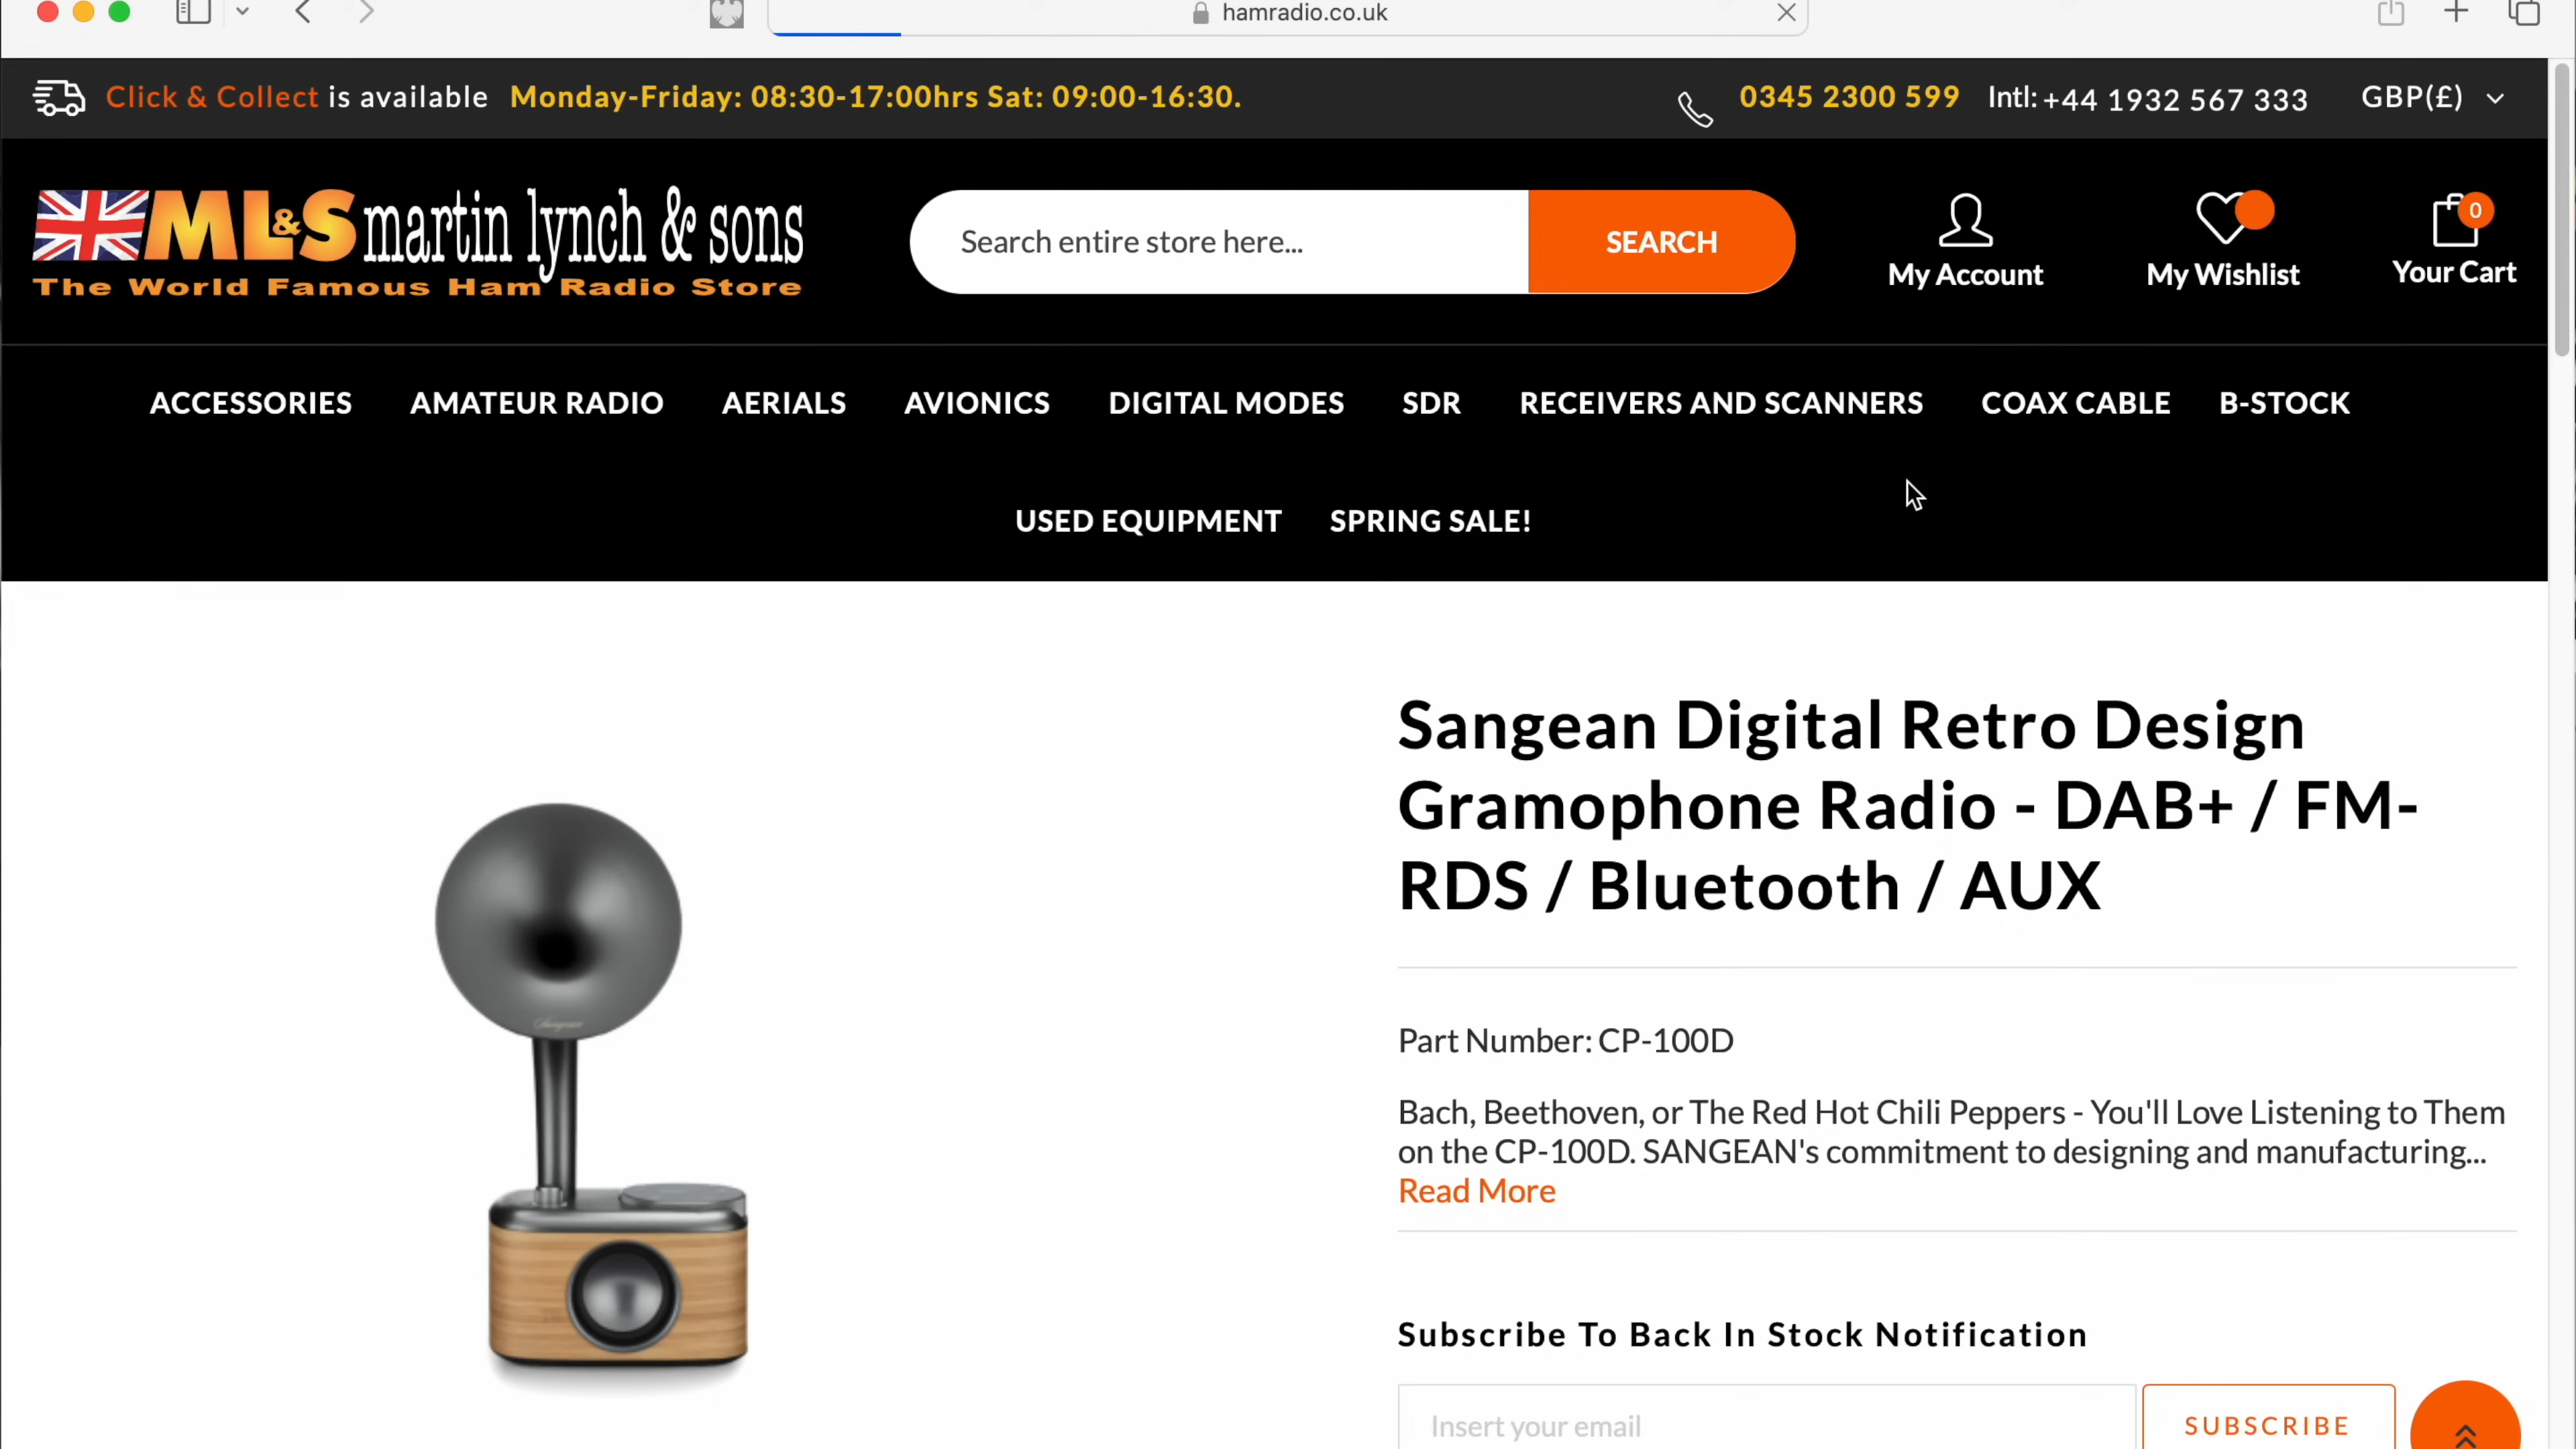 hamradio.co.uk
Click & Collect is available Monday-Friday: 08:30-17:00hrs Sat: 09:00-16:30.
0345 2300 599 Intl: +44 1932 567 333 GBP(£)
ML&S martin lynch & sons
The World Famous Ham Radio Store
Search entire store here...
SEARCH
My Account
My Wishlist
0
Your Cart
ACCESSORIES AMATEUR RADIO AERIALS AVIONICS DIGITAL MODES SDR RECEIVERS AND SCANNERS COAX CABLE B-STOCK
USED EQUIPMENT SPRING SALE!
Sangean Digital Retro Design
Gramophone Radio - DAB+ / FM-
RDS / Bluetooth / AUX
Part Number: CP-100D
Bach, Beethoven, or The Red Hot Chili Peppers - You'll Love Listening to Them
on the CP-100D. SANGEAN's commitment to designing and manufacturing...
Read More
Subscribe To Back In Stock Notification
Insert your email
SUBSCRIBE
Sangean